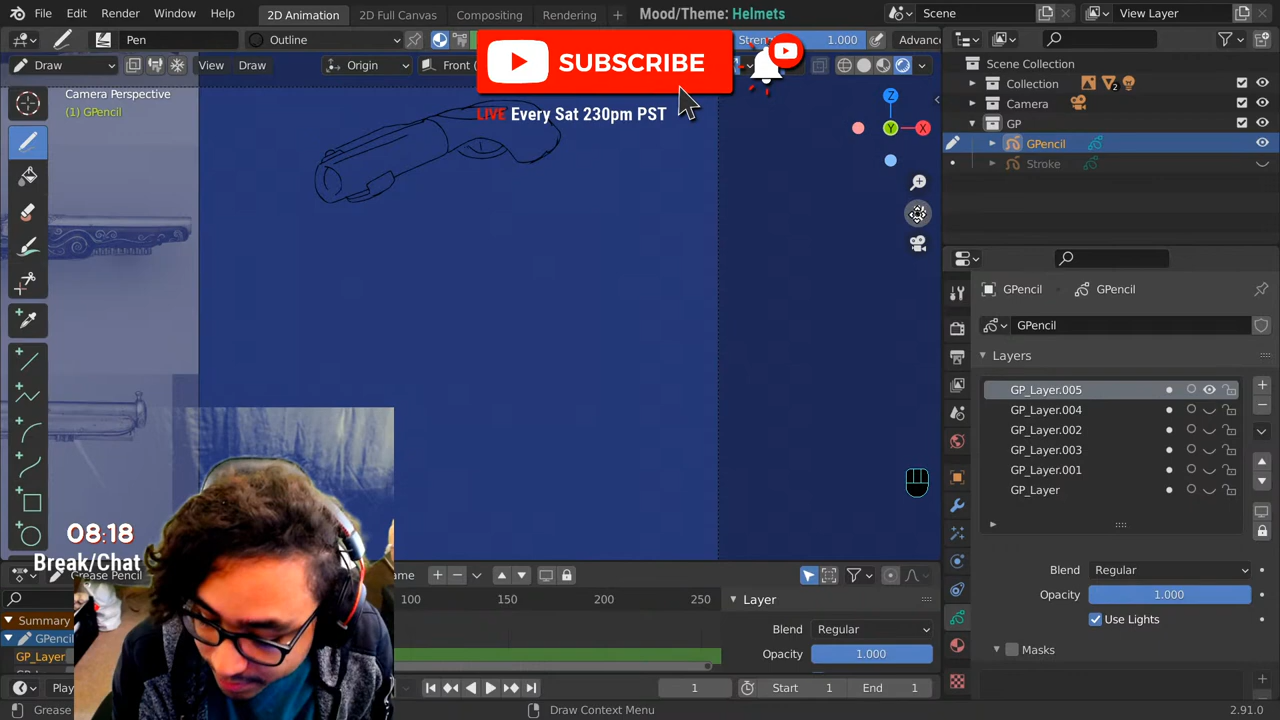 File Edit Render Window Help 2D Animation 2D Full Canvas Compositing Rendering + Mood/Theme: Helmets Scene View Layer
Pen Outline Strength 1.000
Draw View Draw Origin SUBSCRIBE
LIVE Every Sat 230pm PST
Camera Perspective
(1) GPencil
Z
Y
X
Scene Collection
Collection 2
Camera
GP
GPencil
Stroke
GPencil GPencil
GPencil
Layers
GP_Layer.005
GP_Layer.004
GP_Layer.002
GP_Layer.003
GP_Layer.001
GP_Layer
Blend Regular
Opacity 1.000
Use Lights
Masks
08:18
Break/Chat
Grease Pencil
100 150 200 250
Summary
GPencil
GP_Layer
Layer
Blend Regular
Opacity 1.000
1 Start 1 End 1
Draw Context Menu 2.91.0